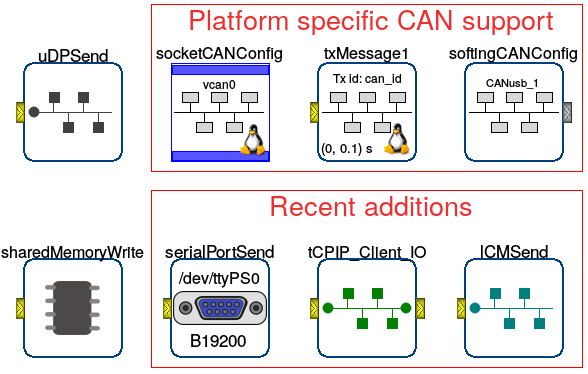 Platform specific CAN support
uDPSend
socketCANConfig
txMessage1
softingCANConfig
vcan0
Tx id: can_id
CANusb_1
(0, 0.1) s
Recent additions
sharedMemoryWrite
serialPortSend
tCPIP_Client_IO
lCMSend
/dev/ttyPS0
B19200